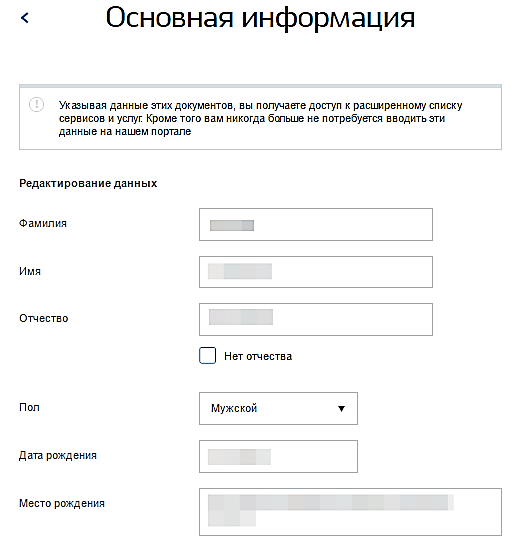 Основная информация
Указывая данные этих документов, вы получаете доступ к расширенному списку
сервисов и услуг. Кроме того вам никогда больше не потребуется вводить эти
данные на нашем портале
Редактирование данных
Фамилия
Имя
Отчество
Нет отчества
Пол
Мужской
Дата рождения
Место рождения